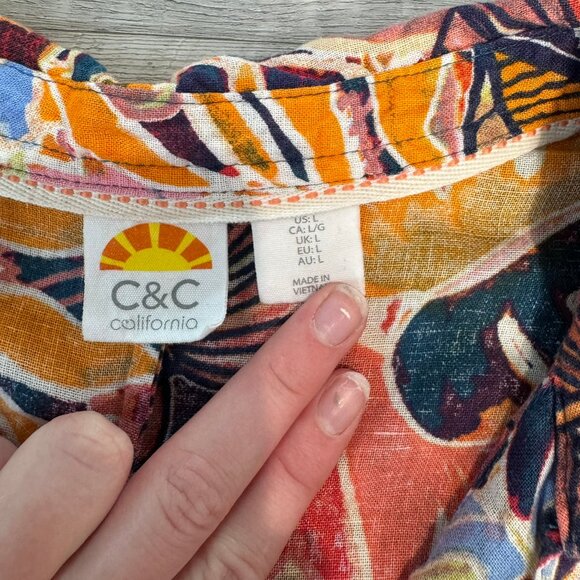 C&C
california
US: L
CA: L/G
UK: L
EU: L
AU: L
MADE IN
VIETNAM